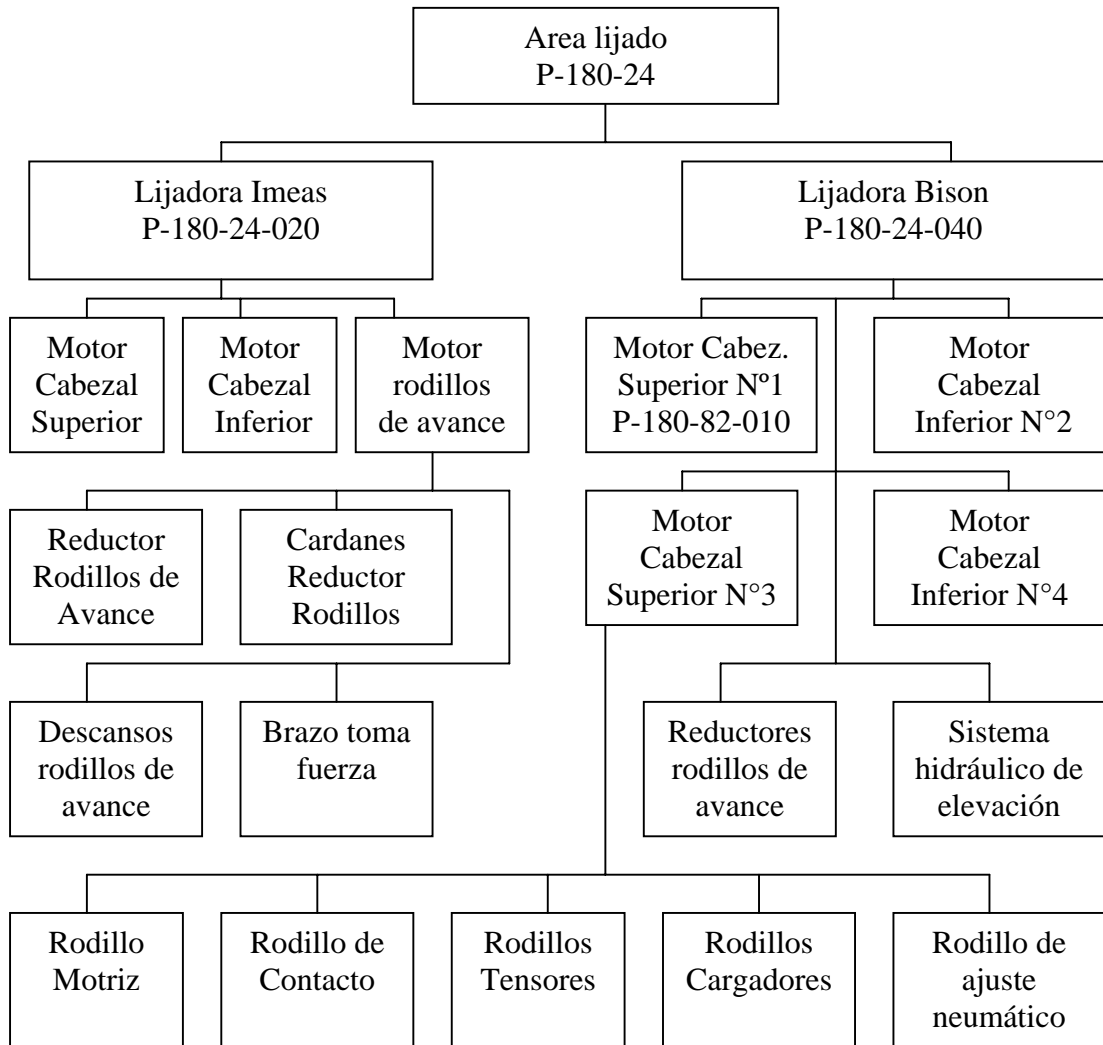 Area lijado
P-180-24
Lijadora Imeas
P-180-24-020
Lijadora Bison
P-180-24-040
Motor
Cabezal
Superior
Motor
Cabezal
Inferior
Motor
rodillos
de avance
Motor Cabez.
Superior Nº1
P-180-82-010
Motor
Cabezal
Inferior N°2
Reductor
Rodillos de
Avance
Cardanes
Reductor
Rodillos
Motor
Cabezal
Superior N°3
Motor
Cabezal
Inferior N°4
Descansos
rodillos de
avance
Brazo toma
fuerza
Reductores
rodillos de
avance
Sistema
hidráulico de
elevación
Rodillo
Motriz
Rodillo de
Contacto
Rodillos
Tensores
Rodillos
Cargadores
Rodillo de
ajuste
neumático